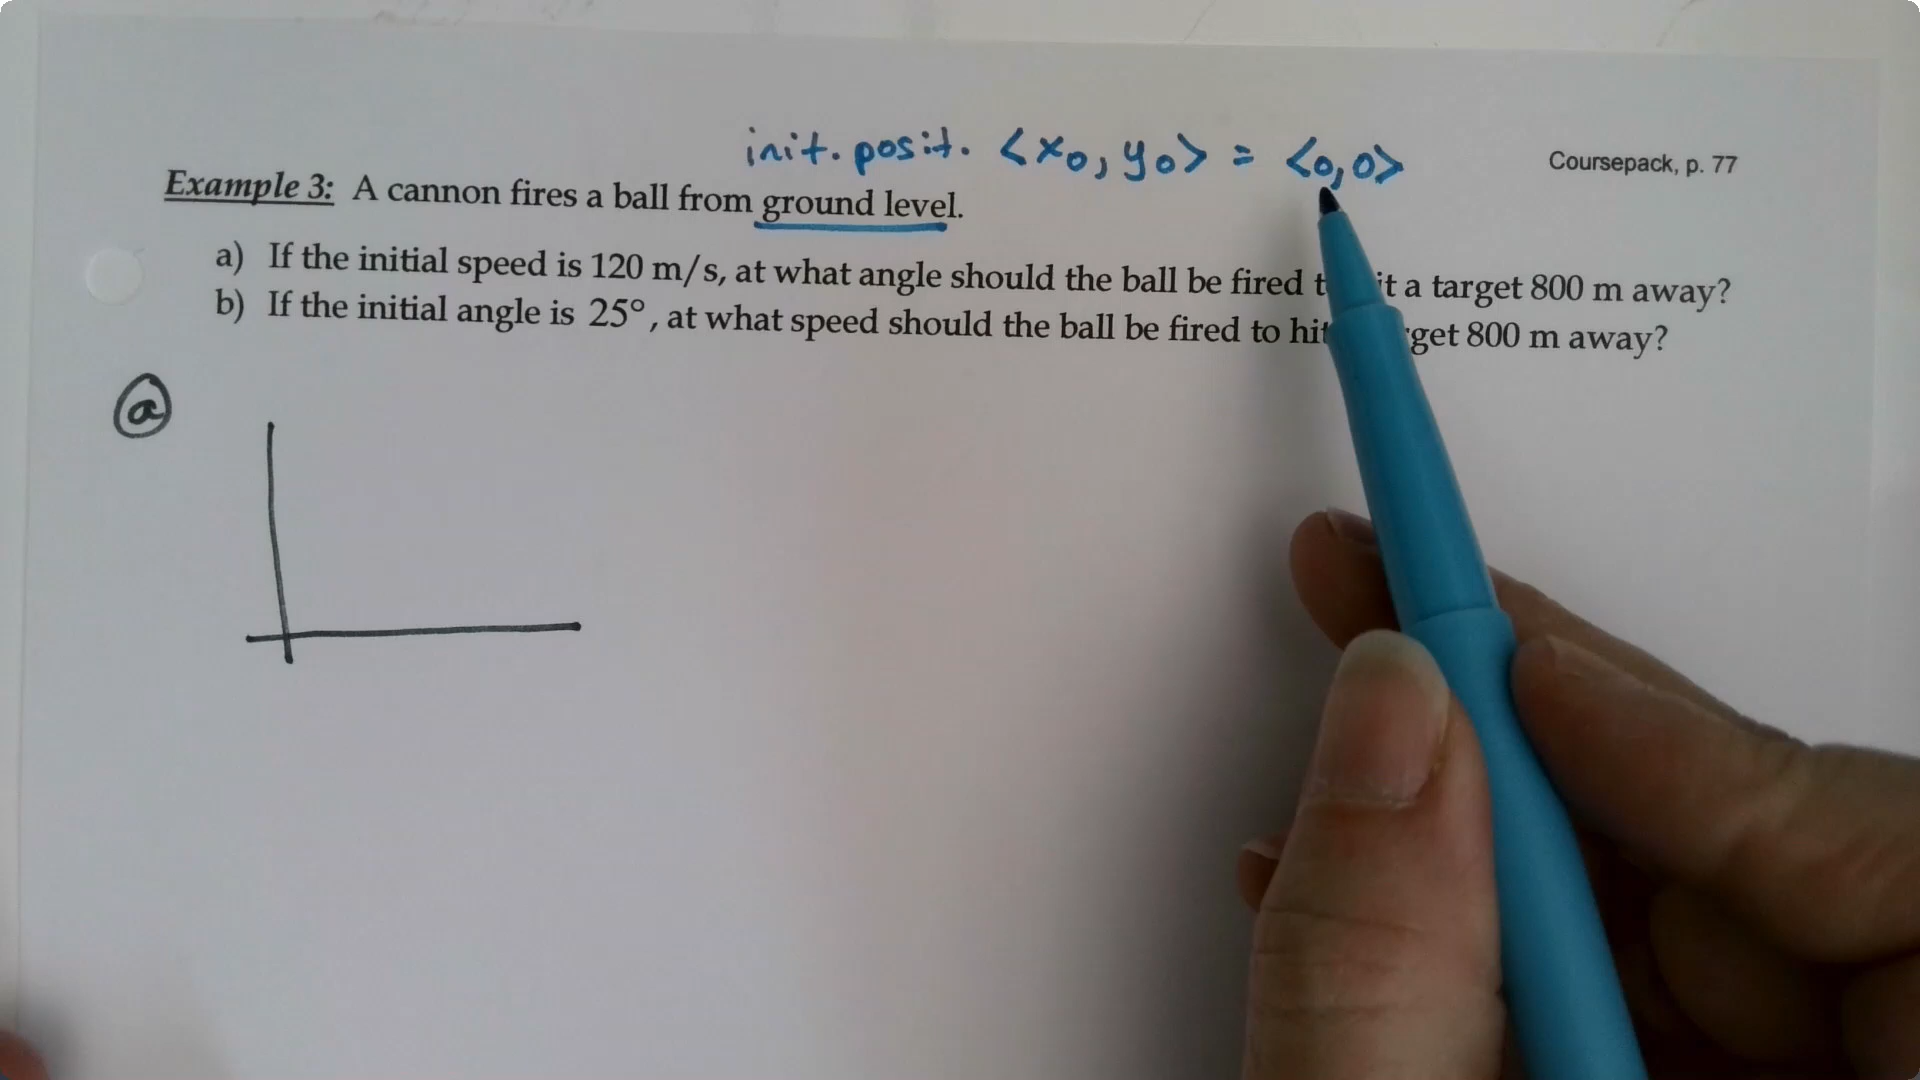 init. posit. <x₀, y₀> = <0,0>
Coursepack, p. 77
Example 3: A cannon fires a ball from ground level.
a) If the initial speed is 120 m/s, at what angle should the ball be fired it a target 800 m away?
b) If the initial angle is 25°, at what speed should the ball be fired to 800 m away?
a